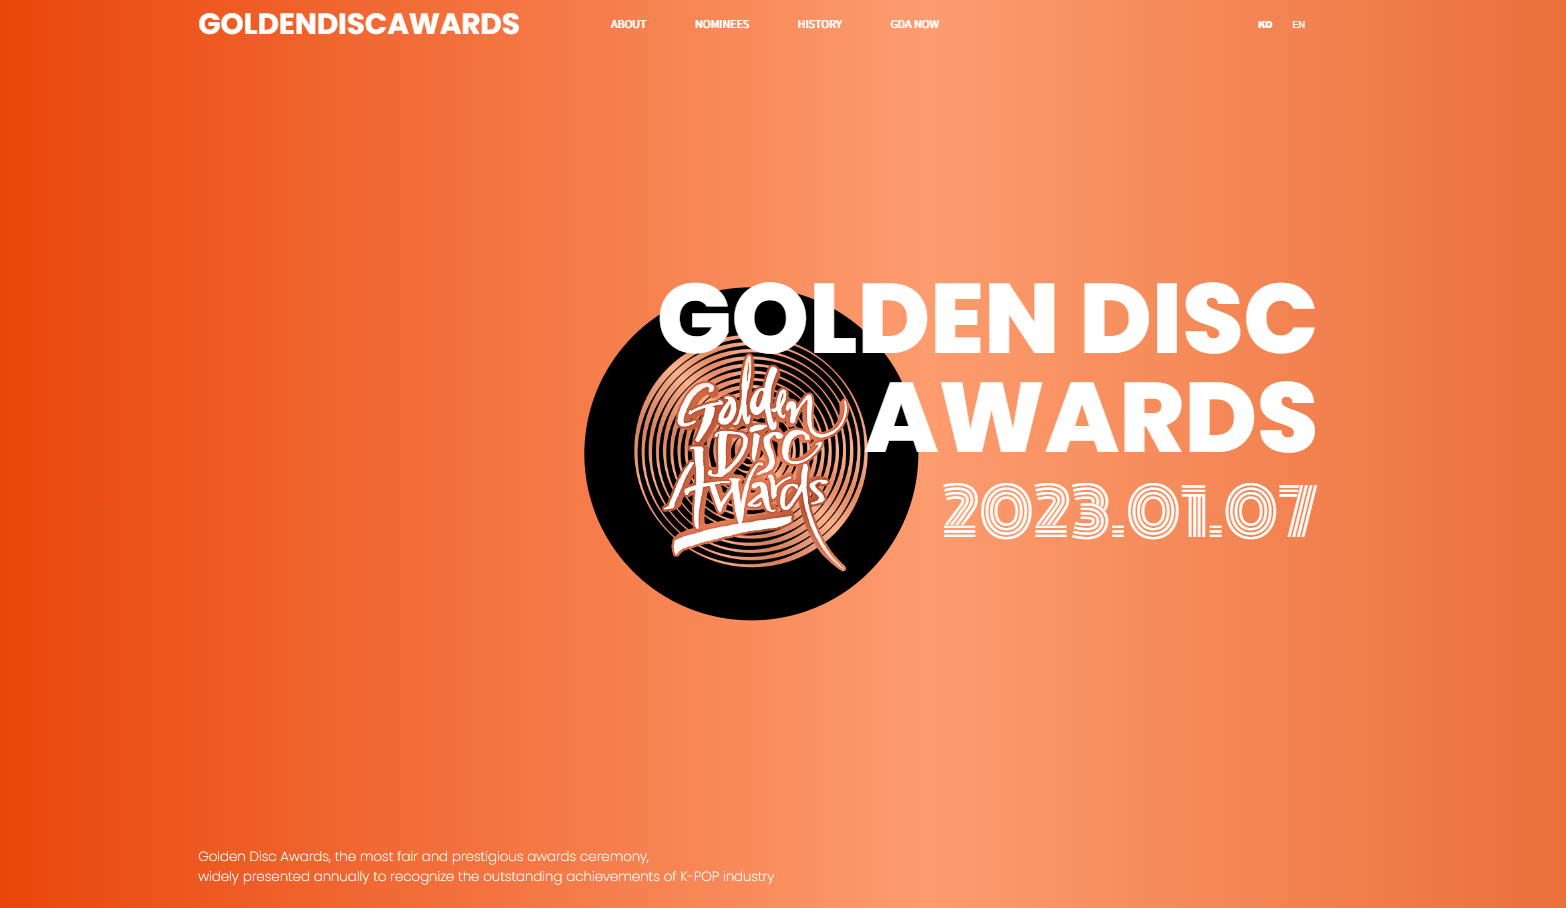 GOLDENDISCAWARDS
ABOUT NOMINEES HISTORY GDA NOW
KO EN
GOLDEN DISC
AWARDS
2023.01.07
Golden
Disc
Awards
Golden Disc Awards, the most fair and prestigious awards ceremony,
widely presented annually to recognize the outstanding achievements of K-POP industry